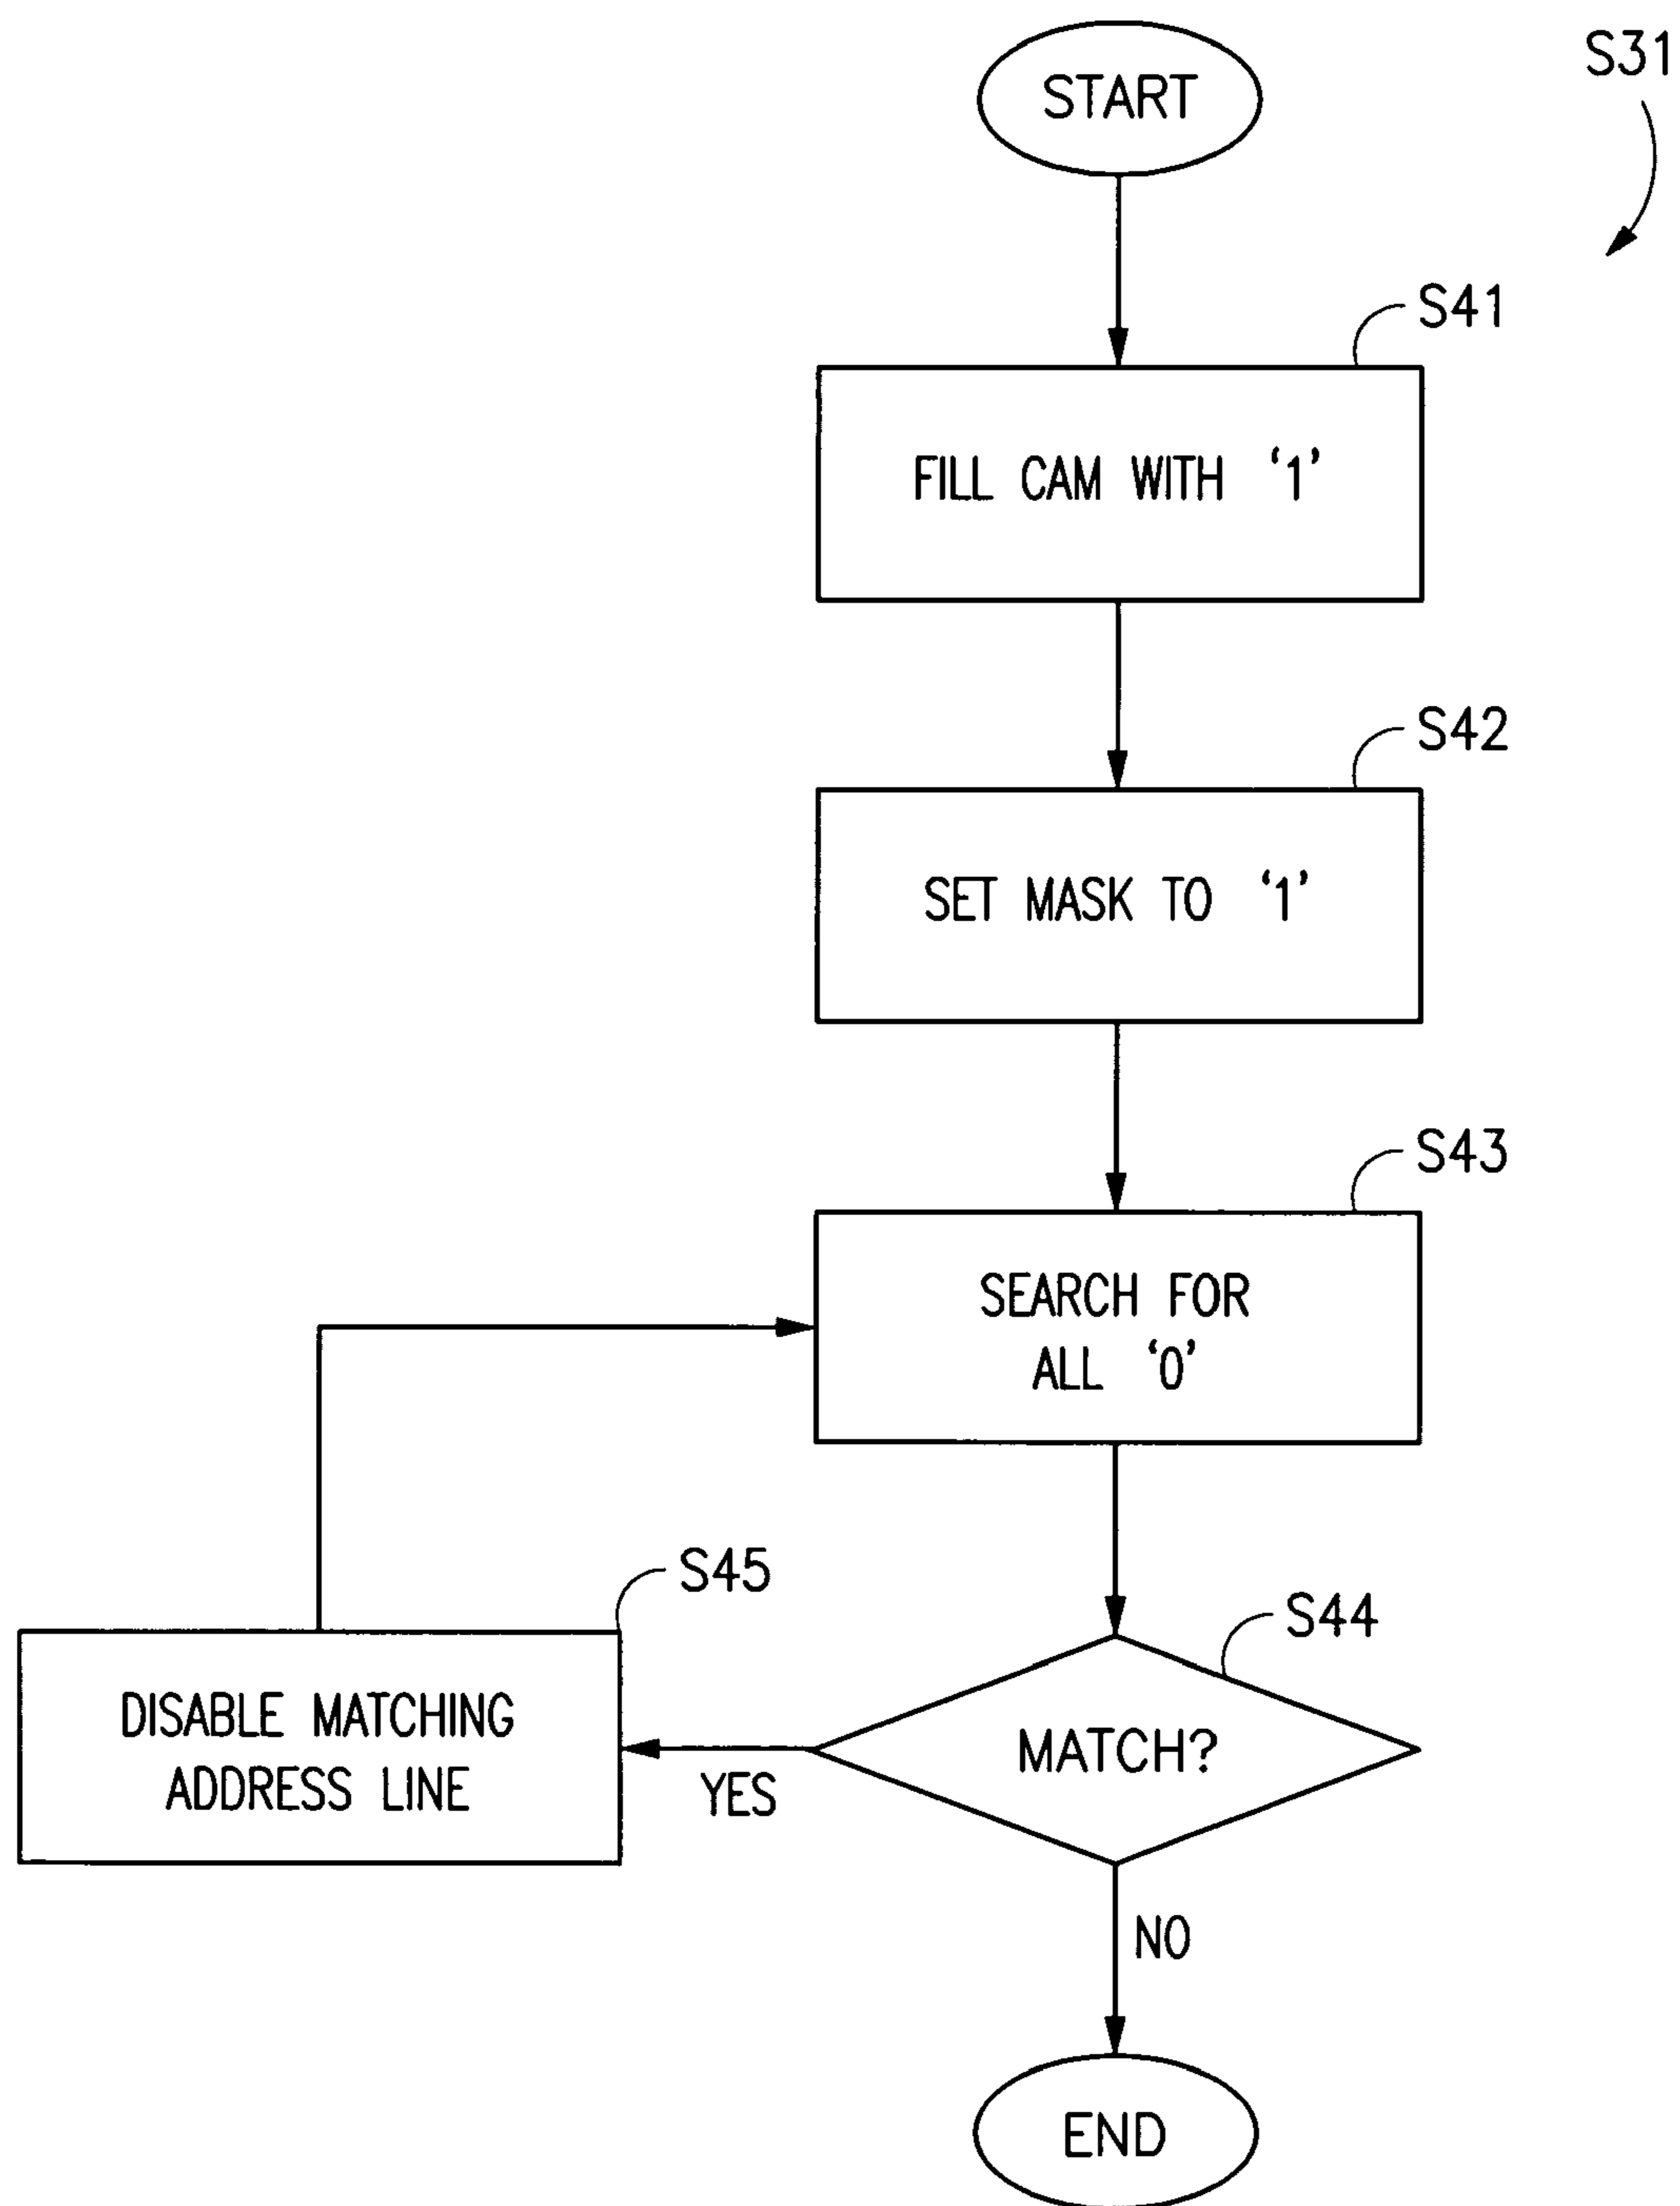 START
S31
S41
FILL CAM WITH ‘1’
S42
SET MASK TO ‘1’
S43
SEARCH FOR
ALL ‘0’
S45
S44
DISABLE MATCHING
ADDRESS LINE
MATCH?
YES
NO
END